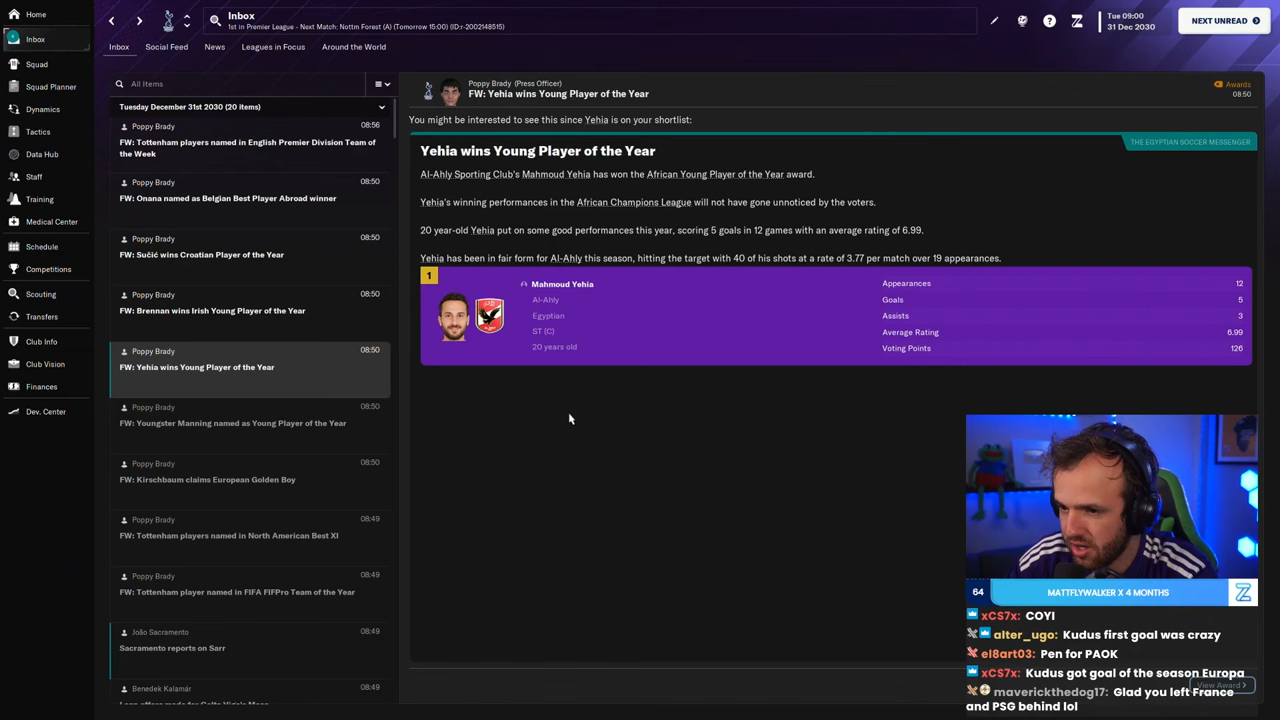 Home
Inbox
Squad
Squad Planner
Dynamics
Tactics
Data Hub
Staff
Training
Medical Center
Schedule
Competitions
Scouting
Transfers
Club Info
Club Vision
Finances
Dev. Center
Inbox
1st in Premier League - Next Match: Nottm Forest (A) (Tomorrow 15:00) (ID:r-2002148515)
Tue 09:00
31 Dec 2030
NEXT UNREAD
Inbox
Social Feed
News
Leagues in Focus
Around the World
All Items
Tuesday December 31st 2030 (20 items)
Poppy Brady 08:56
FW: Tottenham players named in English Premier Division Team of
the Week
Poppy Brady 08:50
FW: Onana named as Belgian Best Player Abroad winner
Poppy Brady 08:50
FW: Sučić wins Croatian Player of the Year
Poppy Brady 08:50
FW: Brennan wins Irish Young Player of the Year
Poppy Brady 08:50
FW: Yehia wins Young Player of the Year
Poppy Brady 08:50
FW: Youngster Manning named as Young Player of the Year
Poppy Brady 08:50
FW: Kirschbaum claims European Golden Boy
Poppy Brady 08:49
FW: Tottenham players named in North American Best XI
Poppy Brady 08:49
FW: Tottenham player named in FIFA FIFPro Team of the Year
João Sacramento 08:49
Sacramento reports on Sarr
Benedek Kalamár 08:49
Poppy Brady (Press Officer)
FW: Yehia wins Young Player of the Year
Awards
08:50
You might be interested to see this since Yehia is on your shortlist:
THE EGYPTIAN SOCCER MESSENGER
Yehia wins Young Player of the Year
Al-Ahly Sporting Club's Mahmoud Yehia has won the African Young Player of the Year award.
Yehia's winning performances in the African Champions League will not have gone unnoticed by the voters.
20 year-old Yehia put on some good performances this year, scoring 5 goals in 12 games with an average rating of 6.99.
Yehia has been in fair form for Al-Ahly this season, hitting the target with 40 of his shots at a rate of 3.77 per match over 19 appearances.
1
Mahmoud Yehia
Al-Ahly
Egyptian
ST (C)
20 years old
Appearances 12
Goals 5
Assists 3
Average Rating 6.99
Voting Points 126
64 MATTFLYWALKER X 4 MONTHS
xCS7x: COYI
alter_ugo: Kudus first goal was crazy
el8art03: Pen for PAOK
xCS7x: Kudus got goal of the season Europa
maverickthedog17: Glad you left France
and PSG behind lol
View Award